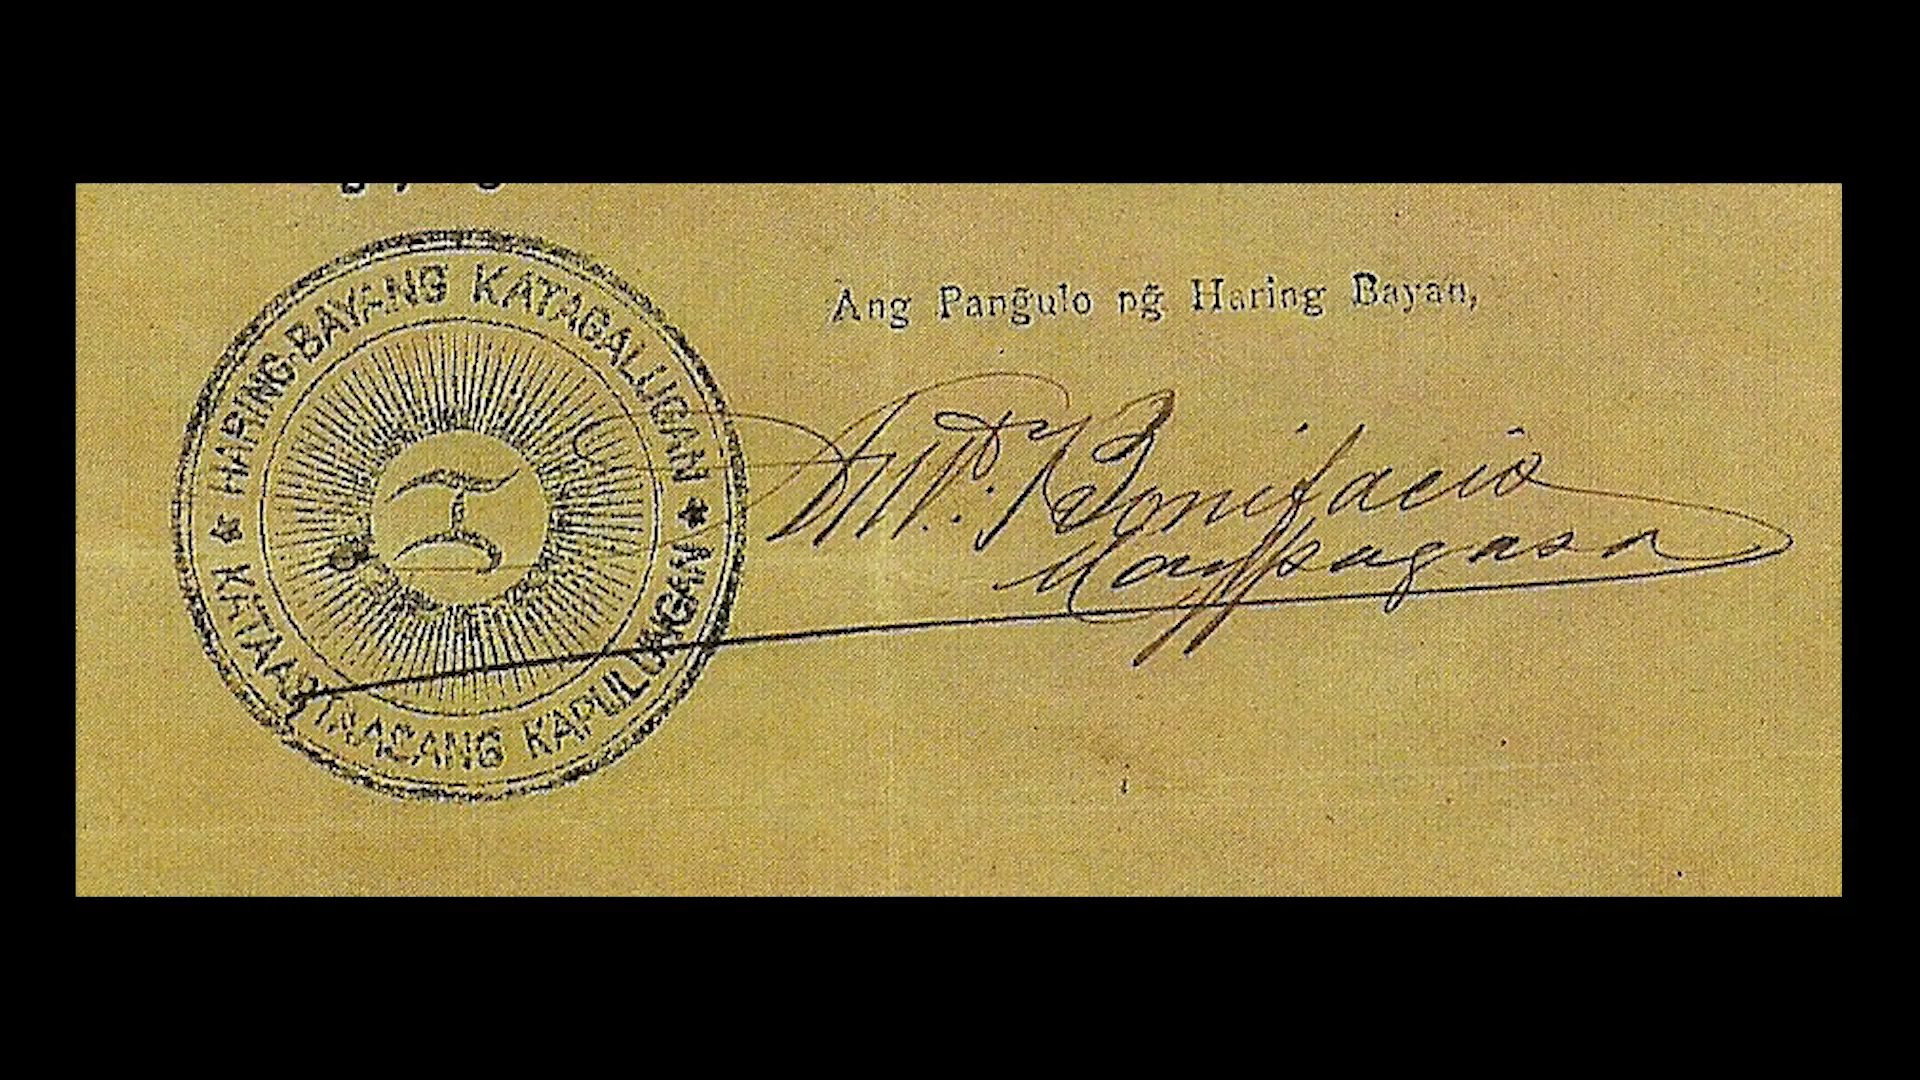 HARING-BAYANG KATAGALUGAN
KATAASTAASANG KAPULUNGAN
Ang Pangulo ng̃ Haring Bayan,
Bonifacio
Maypagasa